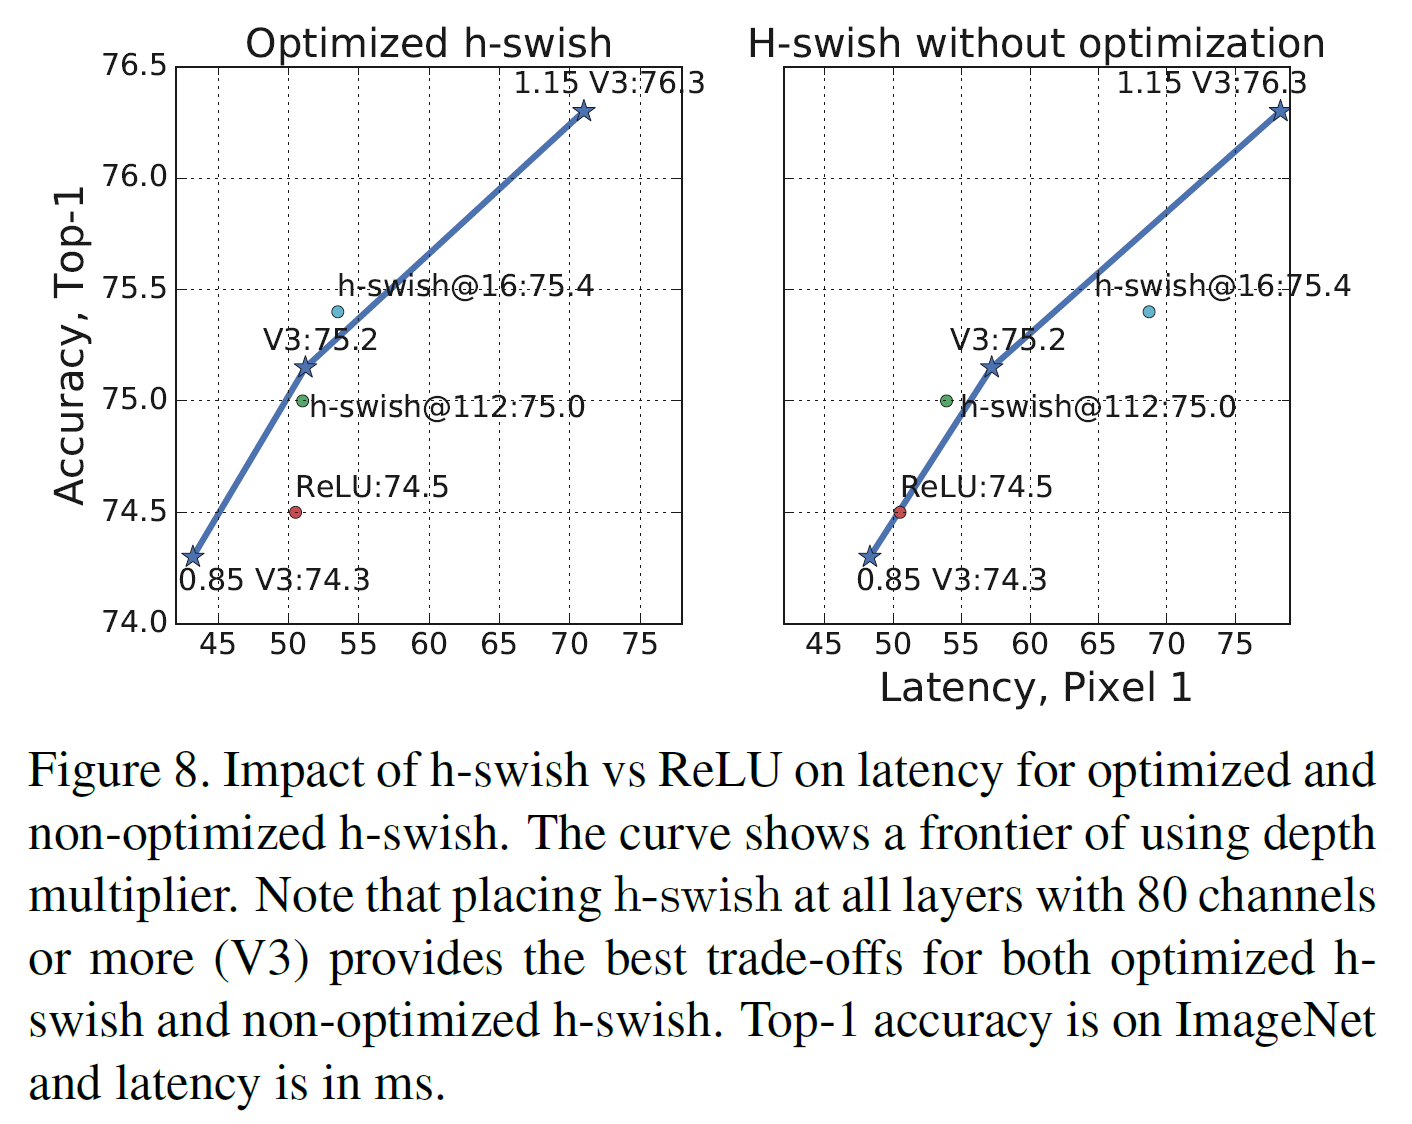 Optimized h-swish
H-swish without optimization
76.5
76.0
75.5
75.0
74.5
74.0
Accuracy, Top-1
1.15 V3:76.3
h-swish@16:75.4
V3:75.2
h-swish@112:75.0
ReLU:74.5
0.85 V3:74.3
45 50 55 60 65 70 75
1.15 V3:76.3
h-swish@16:75.4
V3:75.2
h-swish@112:75.0
ReLU:74.5
0.85 V3:74.3
45 50 55 60 65 70 75
Latency, Pixel 1
Figure 8. Impact of h-swish vs ReLU on latency for optimized and
non-optimized h-swish. The curve shows a frontier of using depth
multiplier. Note that placing h-swish at all layers with 80 channels
or more (V3) provides the best trade-offs for both optimized h-
swish and non-optimized h-swish. Top-1 accuracy is on ImageNet
and latency is in ms.